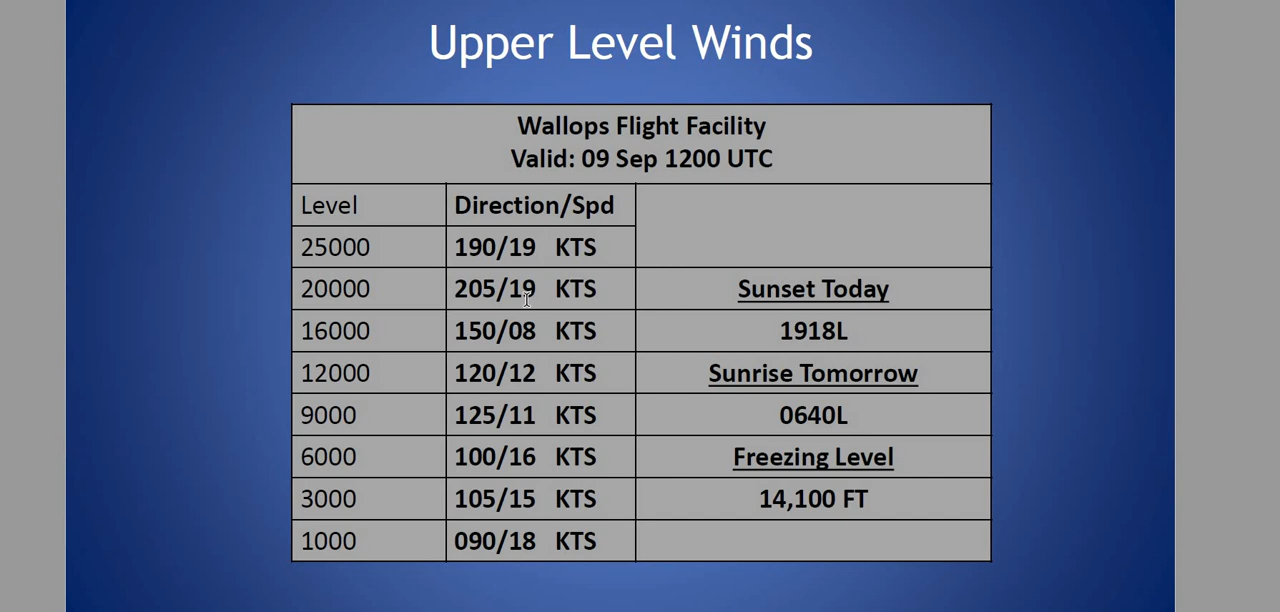 Upper Level Winds
Wallops Flight Facility
Valid: 09 Sep 1200 UTC
Level Direction/Spd
25000 190/19 KTS
20000 205/19 KTS Sunset Today
16000 150/08 KTS 1918L
12000 120/12 KTS Sunrise Tomorrow
9000 125/11 KTS 0640L
6000 100/16 KTS Freezing Level
3000 105/15 KTS 14,100 FT
1000 090/18 KTS